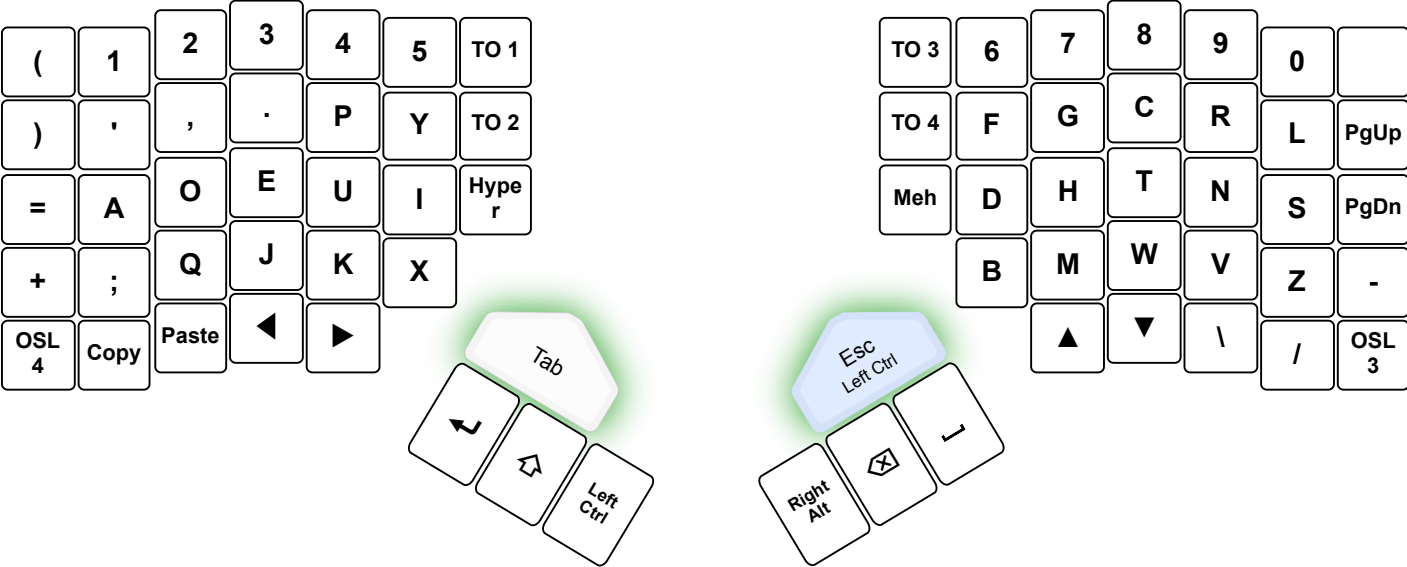 ( 1 2 3 4 5 TO 1 TO 3 6 7 8 9 0
) ' , . P Y TO 2 TO 4 F G C R L PgUp
= A O E U I Hype
r Meh D H T N S PgDn
+ ; Q J K X B M W V Z -
OSL
4 Copy Paste ◀ ▶ ▲ ▼ \ / OSL
3
Tab
Left
Ctrl
Esc
Left Ctrl
Right
Alt